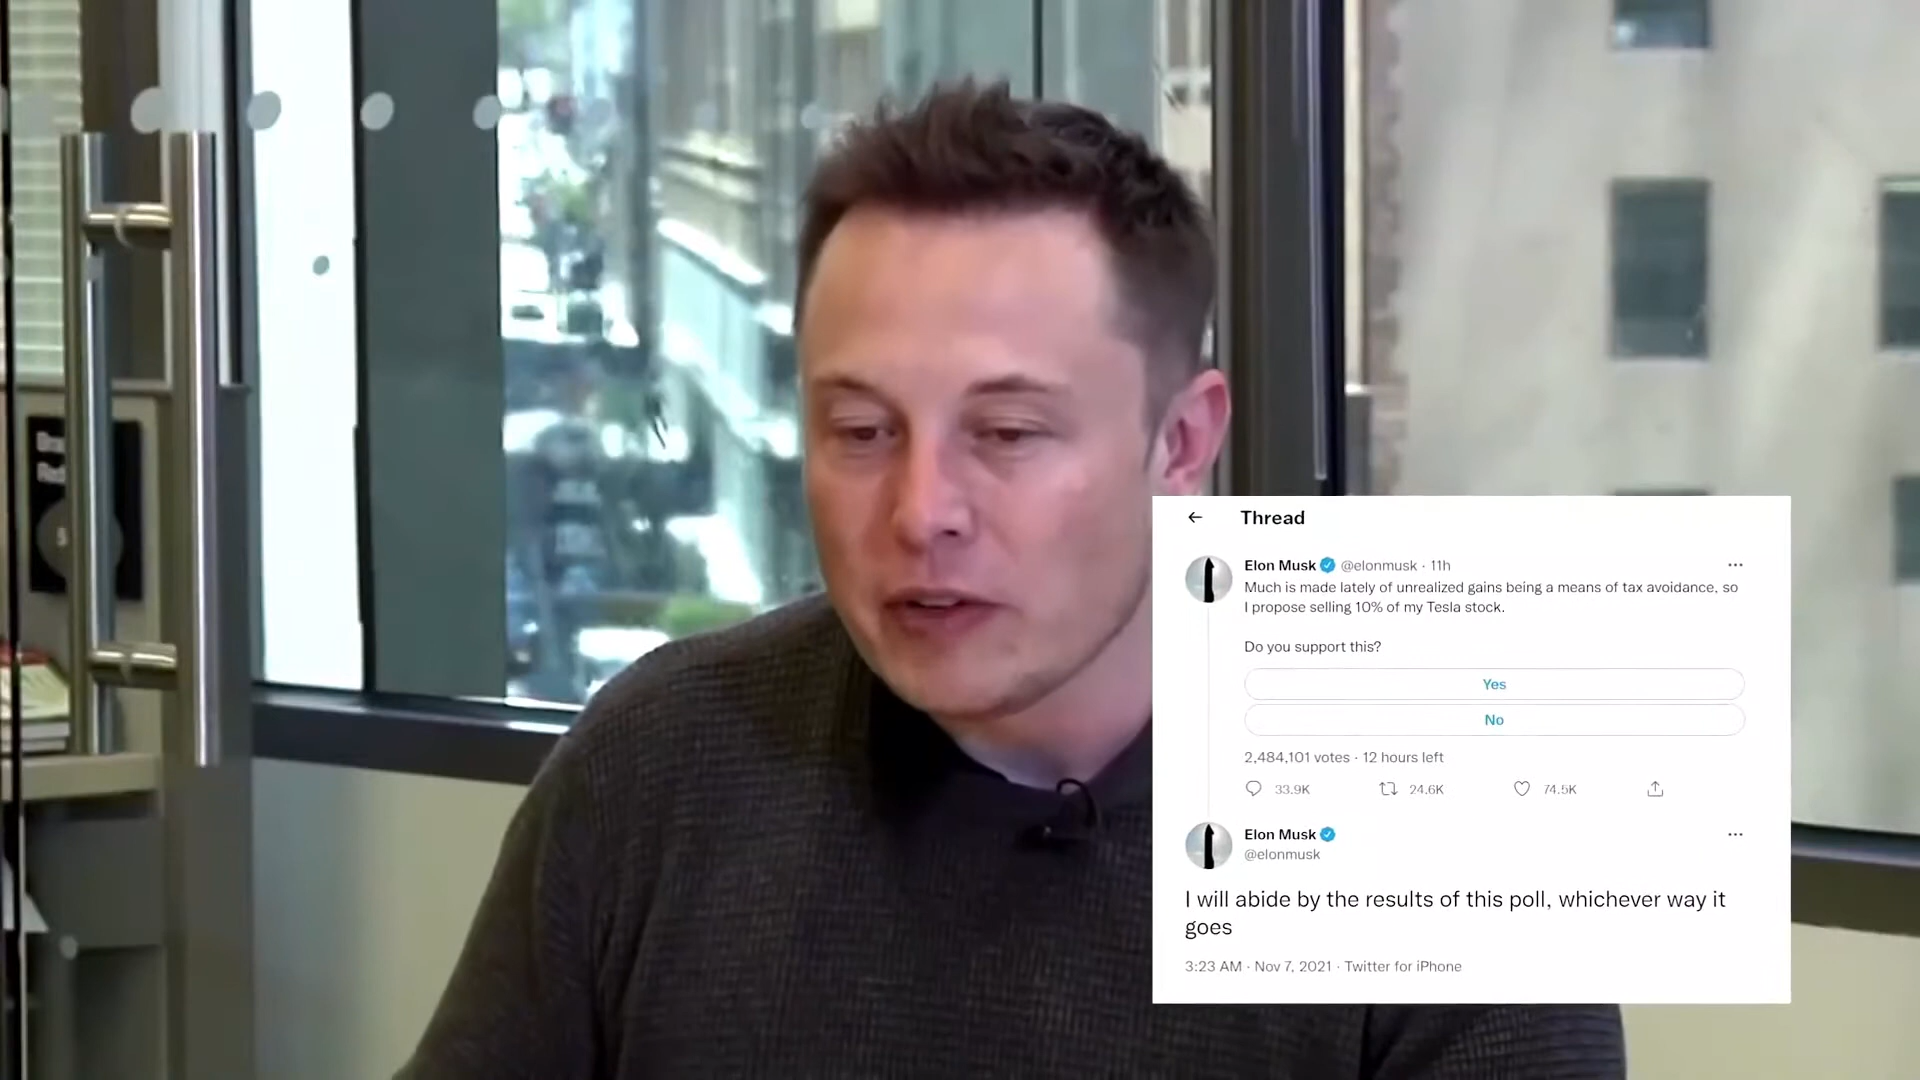 Thread
Elon Musk @elonmusk · 11h
Much is made lately of unrealized gains being a means of tax avoidance, so
I propose selling 10% of my Tesla stock.
Do you support this?
Yes
No
2,484,101 votes · 12 hours left
33.9K 24.6K 74.5K
Elon Musk
@elonmusk
I will abide by the results of this poll, whichever way it
goes
3:23 AM · Nov 7, 2021 · Twitter for iPhone